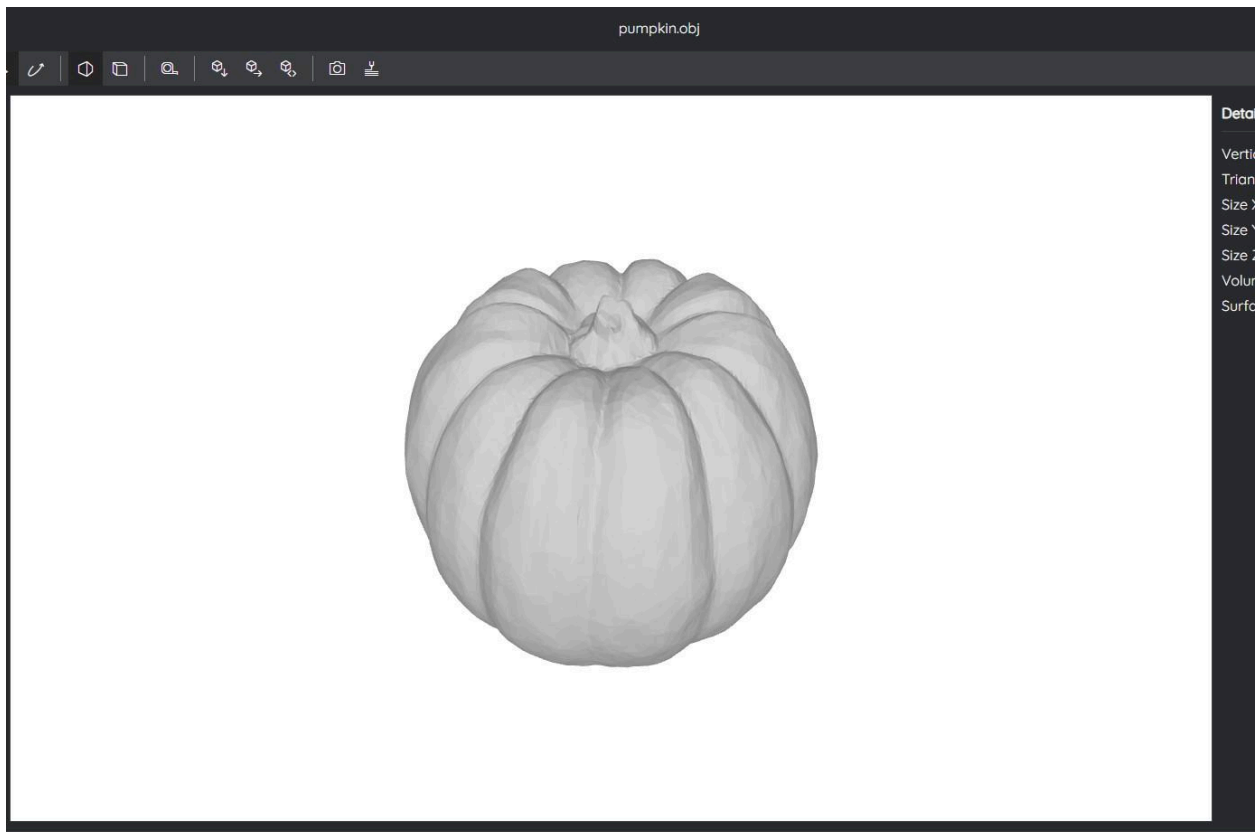 pumpkin.obj
Detai
Vertic
Trian
Size X
Size Y
Size Z
Volur
Surfa